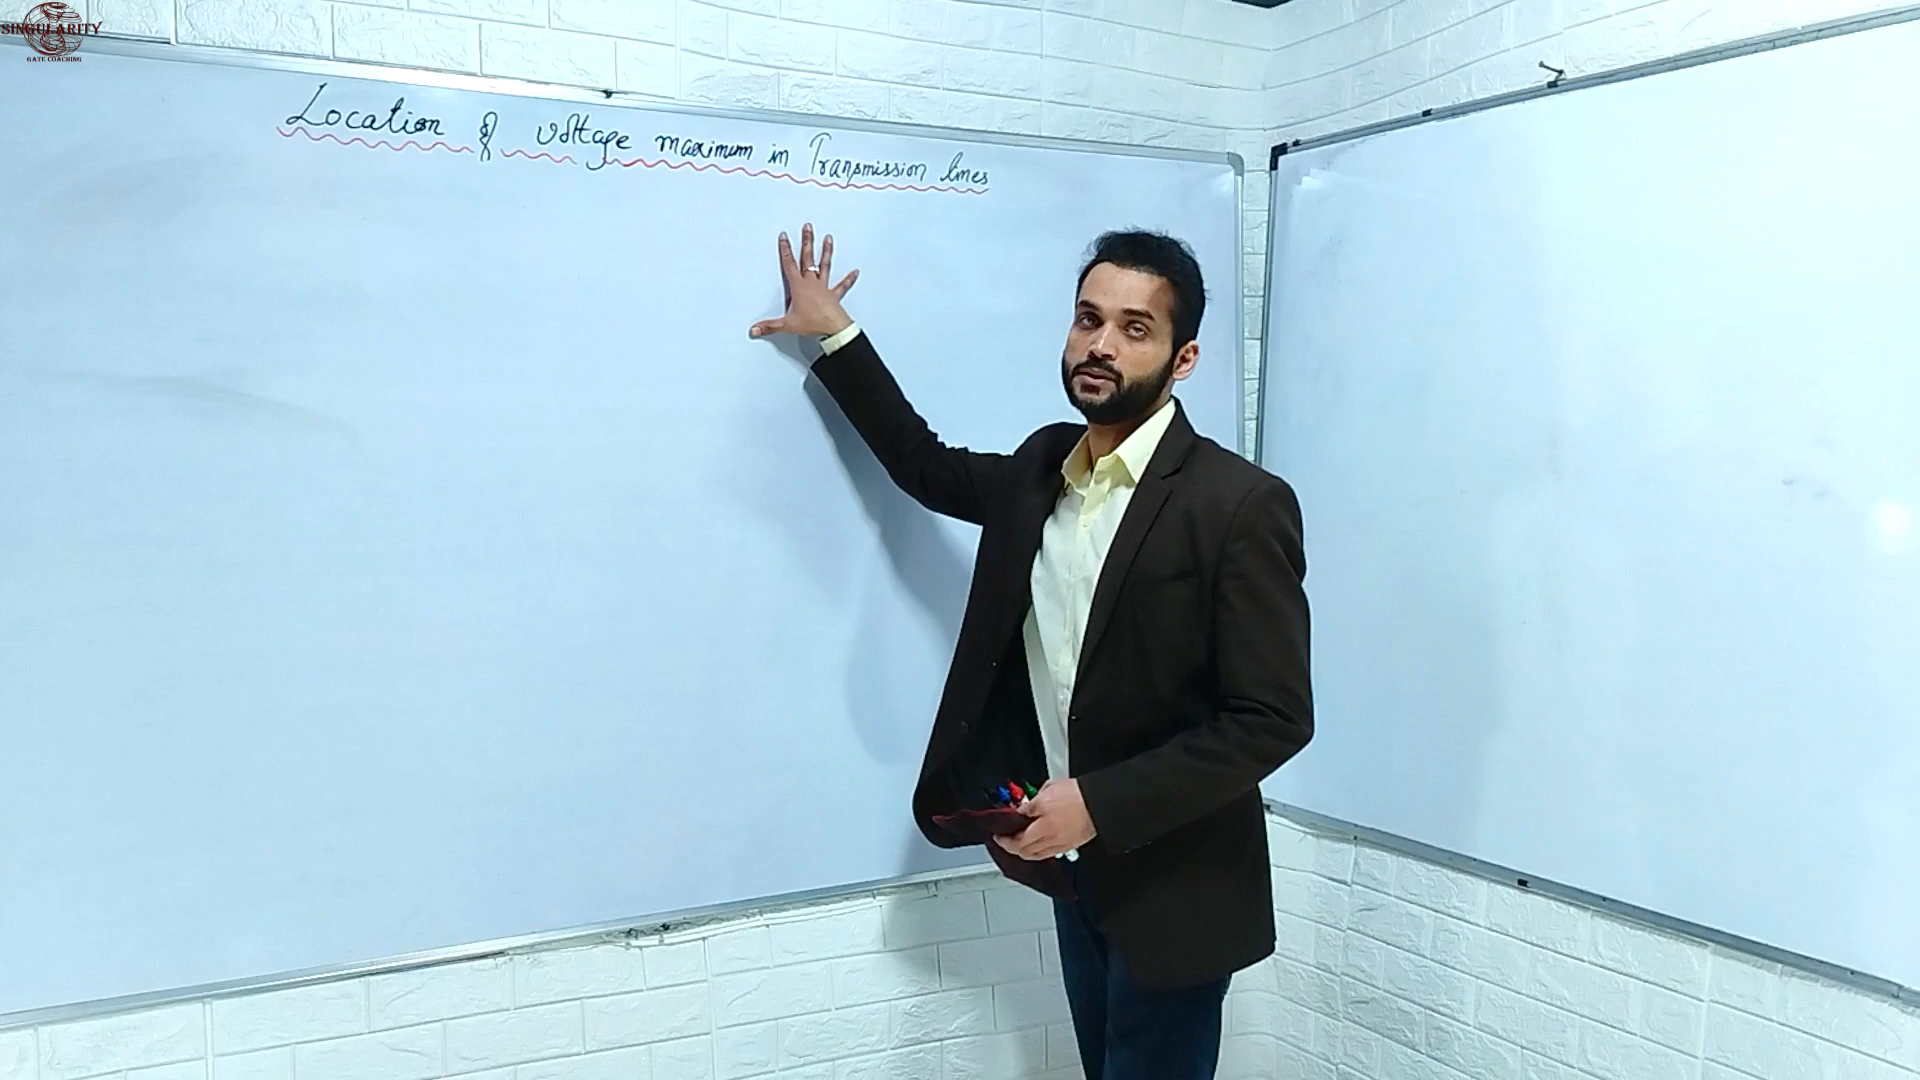 SINGULARITY
GATE COACHING
Location of voltage maximum in Transmission lines